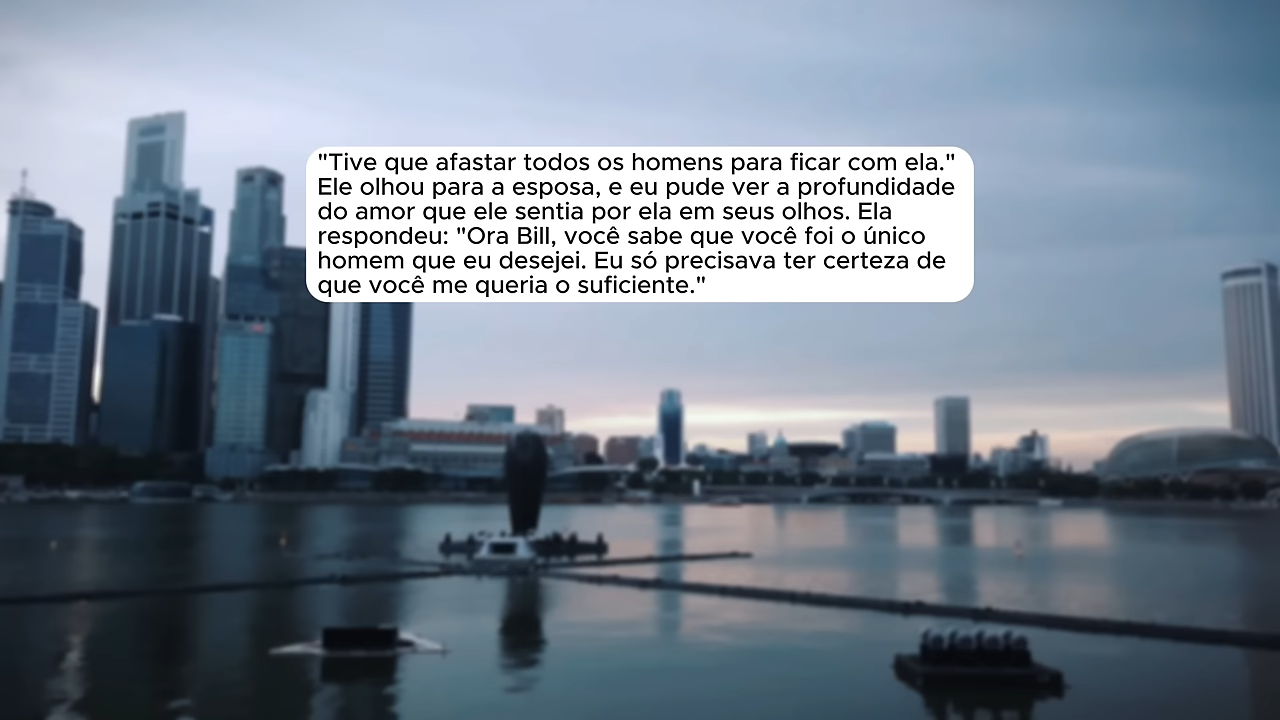 "Tive que afastar todos os homens para ficar com ela."
Ele olhou para a esposa, e eu pude ver a profundidade
do amor que ele sentia por ela em seus olhos. Ela
respondeu: "Ora Bill, você sabe que você foi o único
homem que eu desejei. Eu só precisava ter certeza de
que você me queria o suficiente."